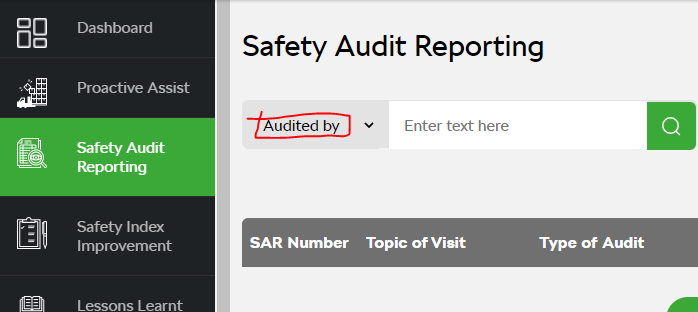 Dashboard
Proactive Assist
Safety Audit
Reporting
Safety Index
Improvement
Lessons Learnt
Safety Audit Reporting
Audited by
Enter text here
SAR Number Topic of Visit Type of Audit